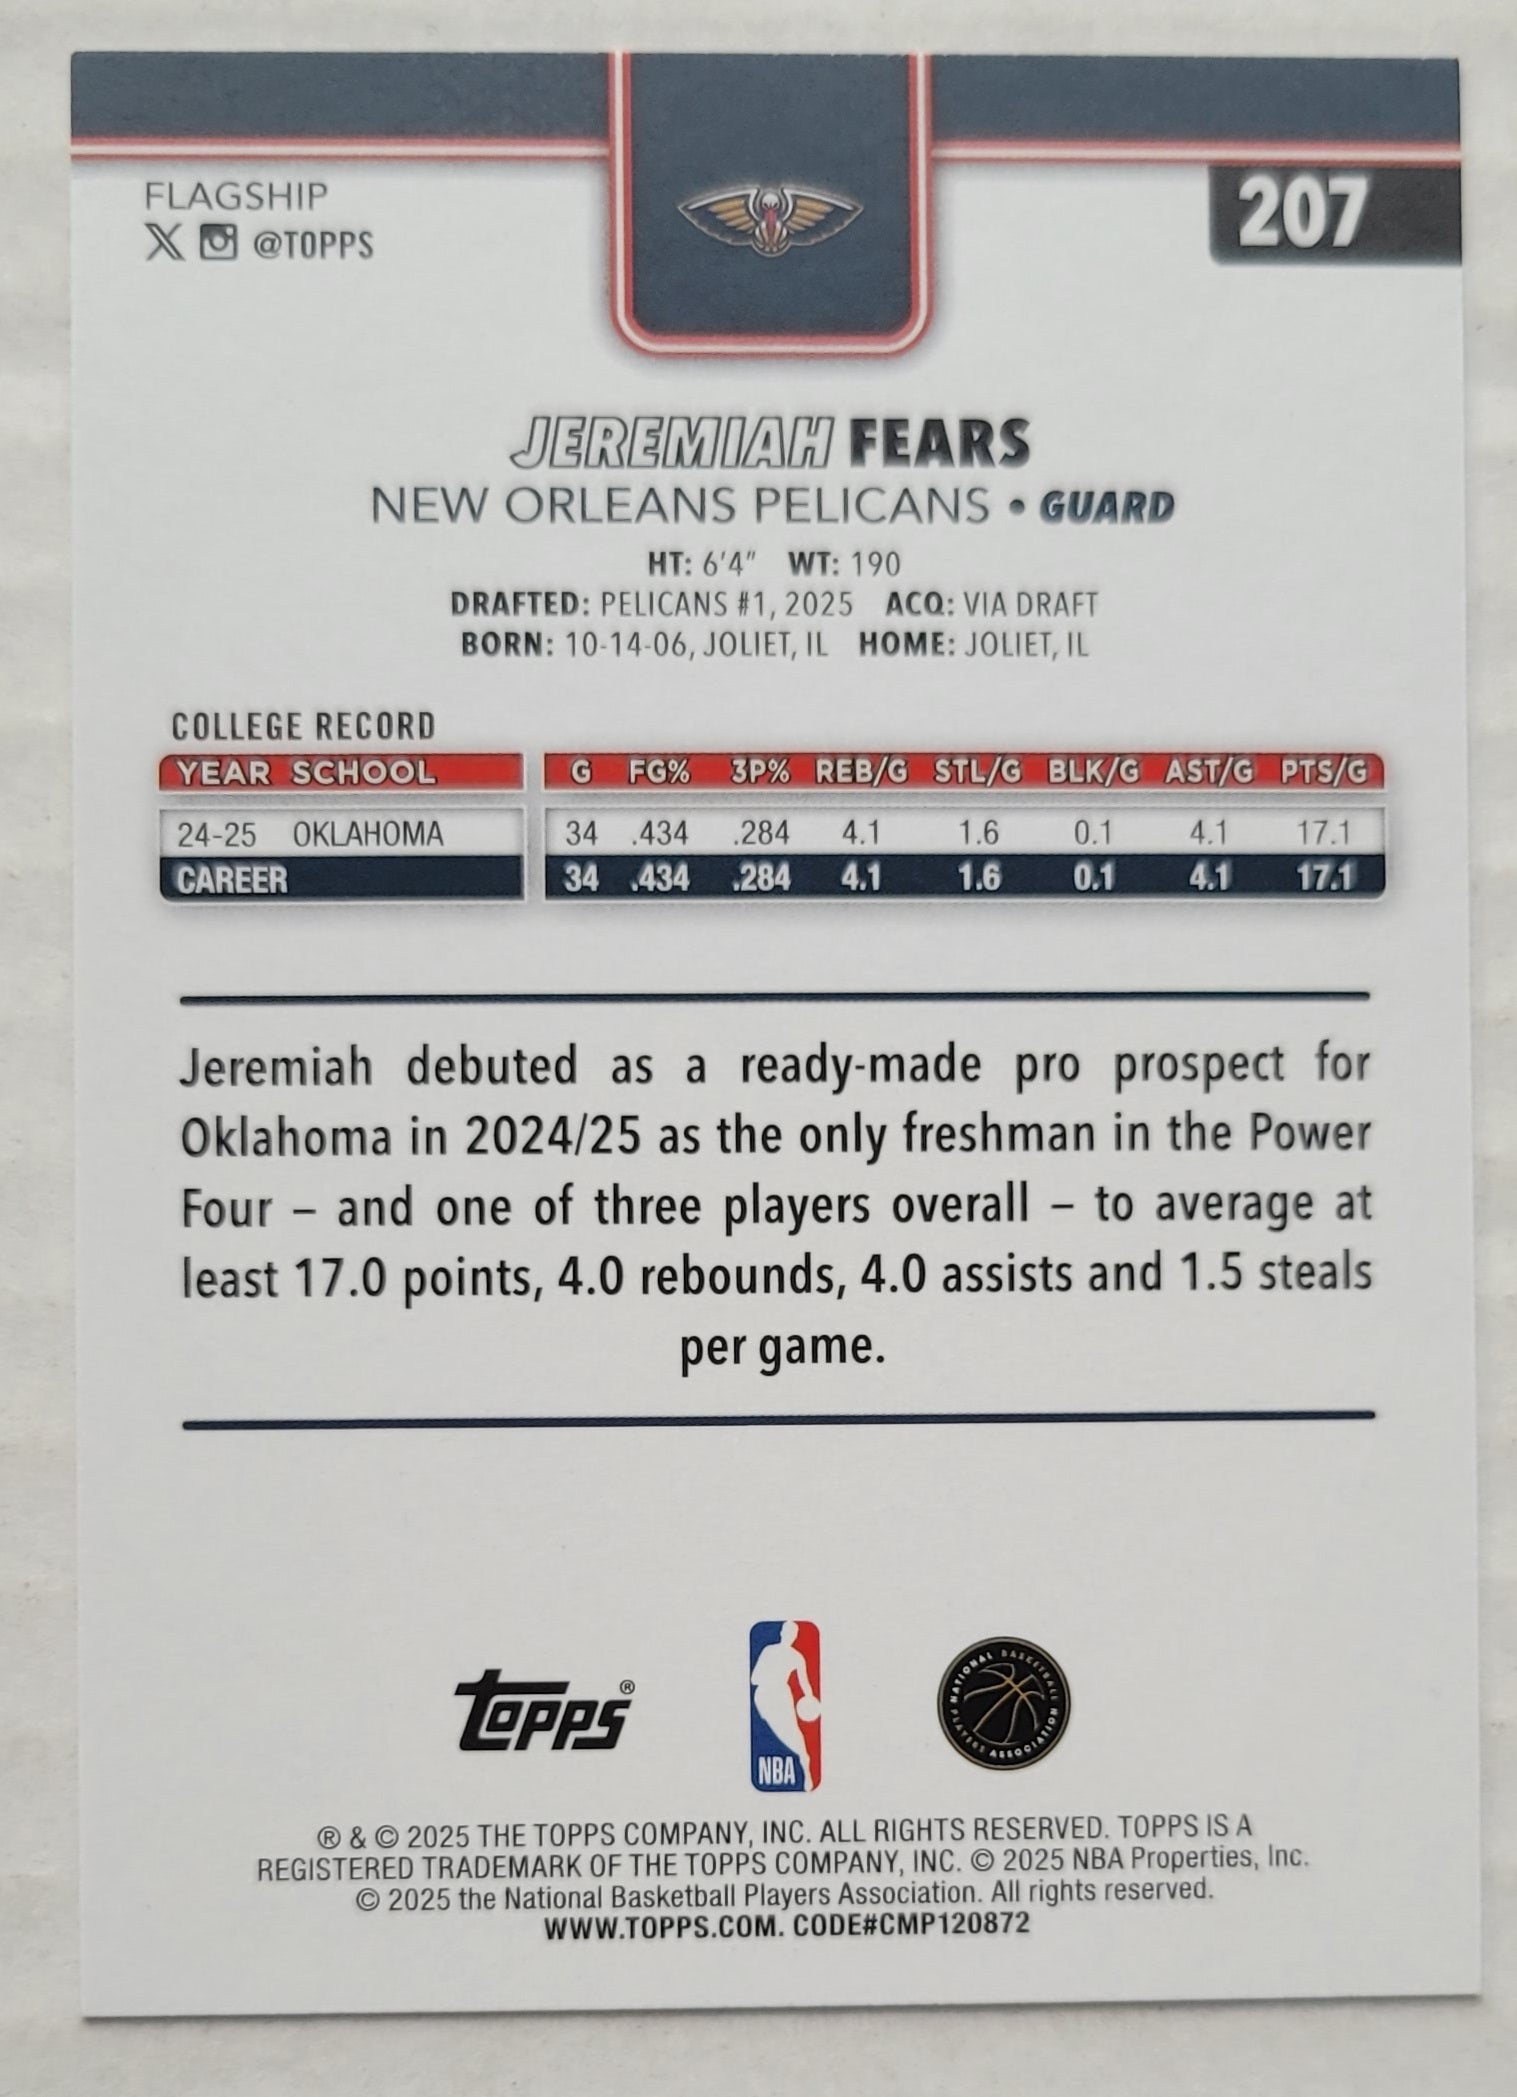 FLAGSHIP
207
X @TOPPS
JEREMIAH FEARS
NEW ORLEANS PELICANS • GUARD
HT: 6'4" WT: 190
DRAFTED: PELICANS #1, 2025 ACQ: VIA DRAFT
BORN: 10-14-06, JOLIET, IL HOME: JOLIET, IL
COLLEGE RECORD
YEAR SCHOOL G FG% 3P% REB/G STL/G BLK/G AST/G PTS/G
24-25 OKLAHOMA 34 .434 .284 4.1 1.6 0.1 4.1 17.1
CAREER 34 .434 .284 4.1 1.6 0.1 4.1 17.1
Jeremiah debuted as a ready-made pro prospect for
Oklahoma in 2024/25 as the only freshman in the Power
Four – and one of three players overall – to average at
least 17.0 points, 4.0 rebounds, 4.0 assists and 1.5 steals
per game.
Topps®
NBA
NATIONAL BASKETBALL PLAYERS ASSOCIATION
® & © 2025 THE TOPPS COMPANY, INC. ALL RIGHTS RESERVED. TOPPS IS A
REGISTERED TRADEMARK OF THE TOPPS COMPANY, INC. © 2025 NBA Properties, Inc.
© 2025 the National Basketball Players Association. All rights reserved.
WWW.TOPPS.COM. CODE#CMP120872